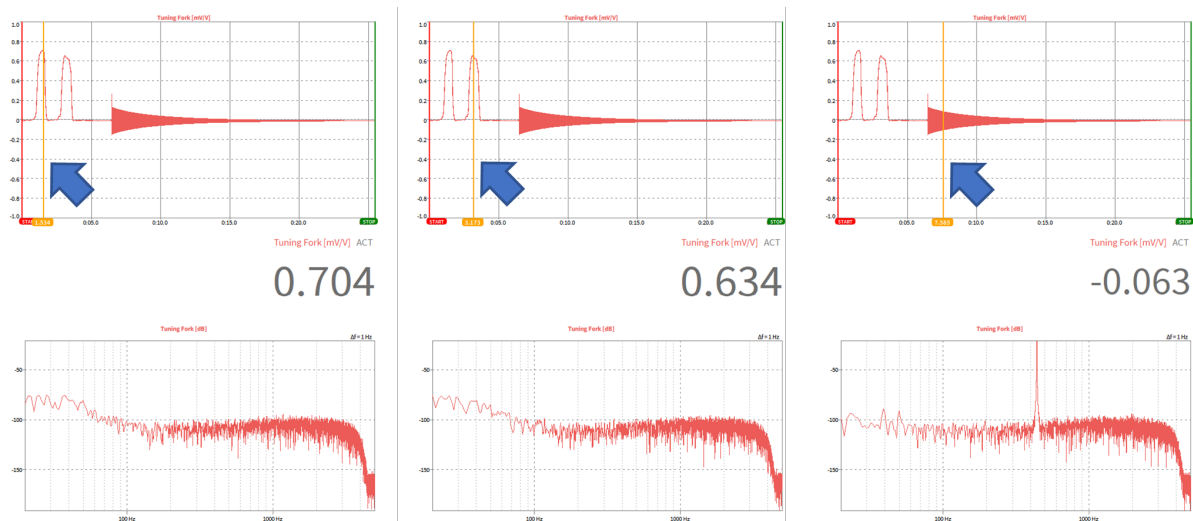 Tuning Fork [mV/V]
1.0
0.8
0.6
0.4
0.2
0
-0.2
-0.4
-0.6
-0.8
-1.0
0:05.0
0:10.0
0:15.0
0:20.0
STOP
Tuning Fork [mV/V] ACT
0.704
Tuning Fork [dB]
Δf = 1 Hz
-50
-100
-150
100 Hz
1000 Hz
Tuning Fork [mV/V]
1.0
0.8
0.6
0.4
0.2
0
-0.2
-0.4
-0.6
-0.8
-1.0
START
0:05.0
0:10.0
0:15.0
0:20.0
STOP
Tuning Fork [mV/V] ACT
0.634
Tuning Fork [dB]
Δf = 1 Hz
-50
-100
-150
100 Hz
1000 Hz
Tuning Fork [mV/V]
1.0
0.8
0.6
0.4
0.2
0
-0.2
-0.4
-0.6
-0.8
-1.0
START
0:05.0
0:10.0
0:15.0
0:20.0
STOP
Tuning Fork [mV/V] ACT
-0.063
Tuning Fork [dB]
Δf = 1 Hz
-50
-100
-150
100 Hz
1000 Hz